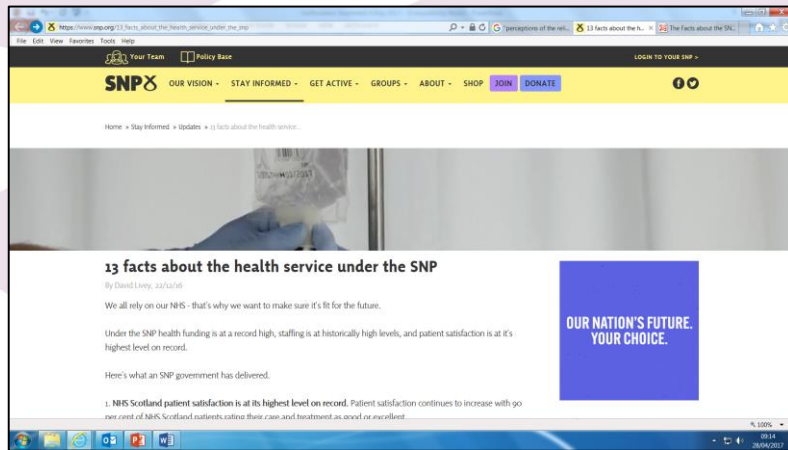 https://www.snp.org/13_facts_about_the_health_service_under_the_snp
"perceptions of the reli...
13 facts about the h...
The Facts about the SN...
File Edit View Favorites Tools Help
Your Team Policy Base LOGIN TO YOUR SNP >
SNP OUR VISION STAY INFORMED GET ACTIVE GROUPS ABOUT SHOP JOIN DONATE
Home » Stay Informed » Updates » 13 facts about the health service...
13 facts about the health service under the SNP
By David Livey, 22/12/16
We all rely on our NHS - that's why we want to make sure it's fit for the future.
Under the SNP health funding is at a record high, staffing is at historically high levels, and patient satisfaction is at it's
highest level on record.
Here's what an SNP government has delivered.
1. NHS Scotland patient satisfaction is at its highest level on record. Patient satisfaction continues to increase with 90
per cent of NHS Scotland patients rating their care and treatment as good or excellent
OUR NATION'S FUTURE.
YOUR CHOICE.
100%
09:14
28/04/2017